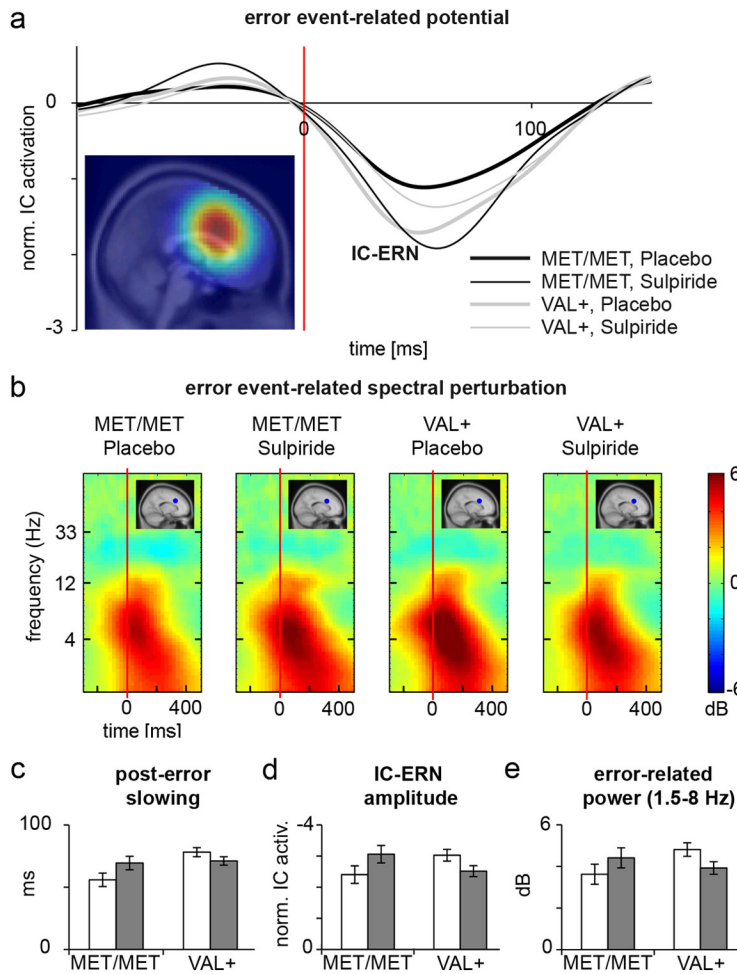 a
error event-related potential
norm. IC activation
0
-3
0
100
IC-ERN
MET/MET, Placebo
MET/MET, Sulpiride
VAL+, Placebo
VAL+, Sulpiride
time [ms]
b
error event-related spectral perturbation
MET/MET
Placebo
MET/MET
Sulpiride
VAL+
Placebo
VAL+
Sulpiride
frequency (Hz)
33
12
4
0 400
0 400
0 400
0 400
time [ms]
6
0
-6
dB
c
post-error
slowing
100
ms
0
MET/MET VAL+
d
IC-ERN
amplitude
-4
norm. IC activ.
0
MET/MET VAL+
e
error-related
power (1.5-8 Hz)
6
dB
0
MET/MET VAL+